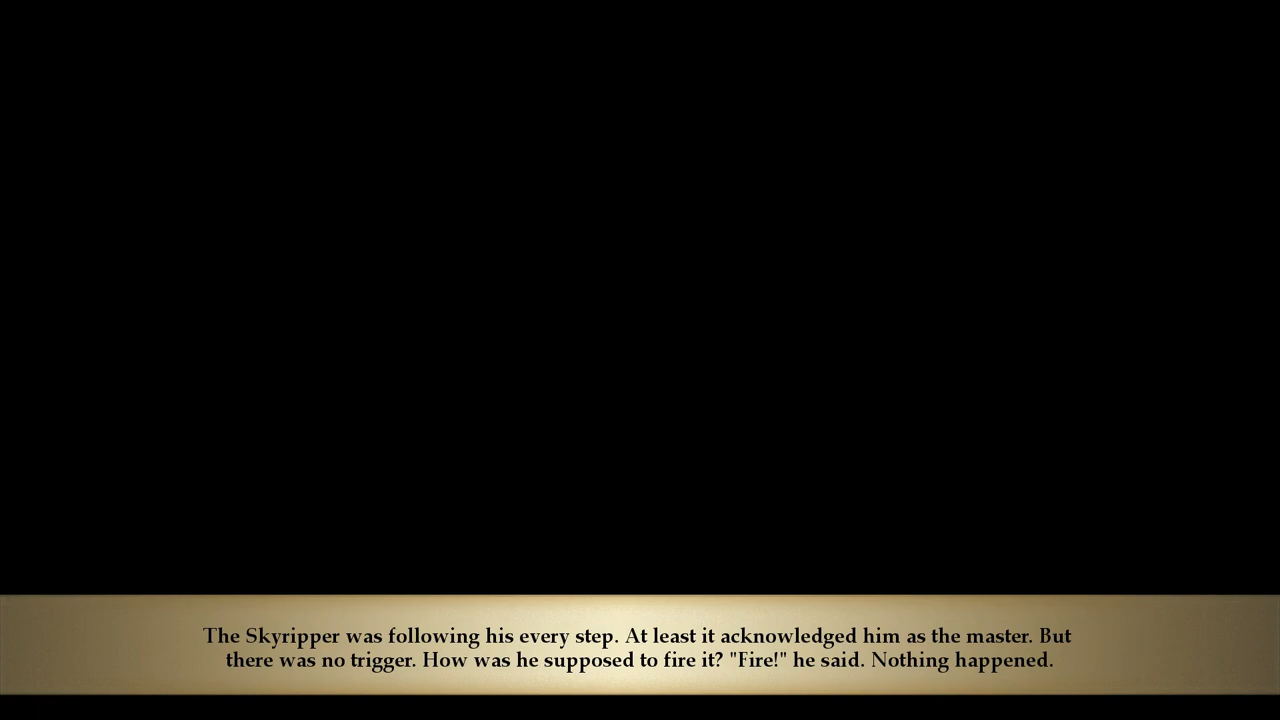 The Skyripper was following his every step. At least it acknowledged him as the master. But
there was no trigger. How was he supposed to fire it? "Fire!" he said. Nothing happened.